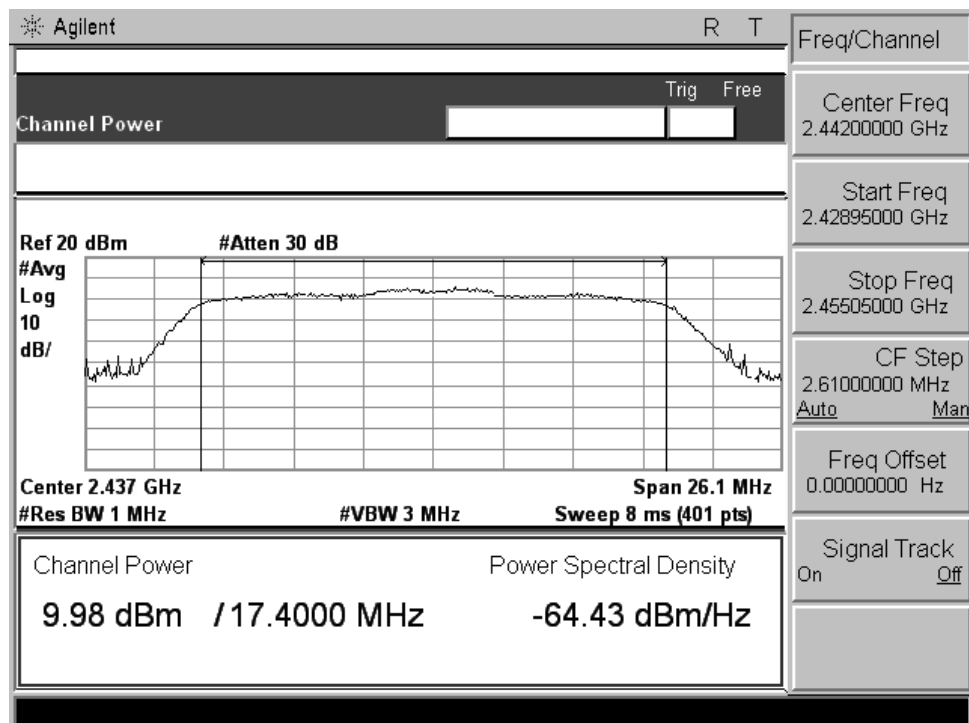 Agilent R T
Trig Free
Channel Power
Ref 20 dBm #Atten 30 dB
#Avg
Log
10
dB/
Center 2.437 GHz Span 26.1 MHz
#Res BW 1 MHz #VBW 3 MHz Sweep 8 ms (401 pts)
Channel Power Power Spectral Density
9.98 dBm / 17.4000 MHz -64.43 dBm/Hz
Freq/Channel
Center Freq
2.44200000 GHz
Start Freq
2.42895000 GHz
Stop Freq
2.45505000 GHz
CF Step
2.61000000 MHz
Auto Man
Freq Offset
0.00000000 Hz
Signal Track
On Off